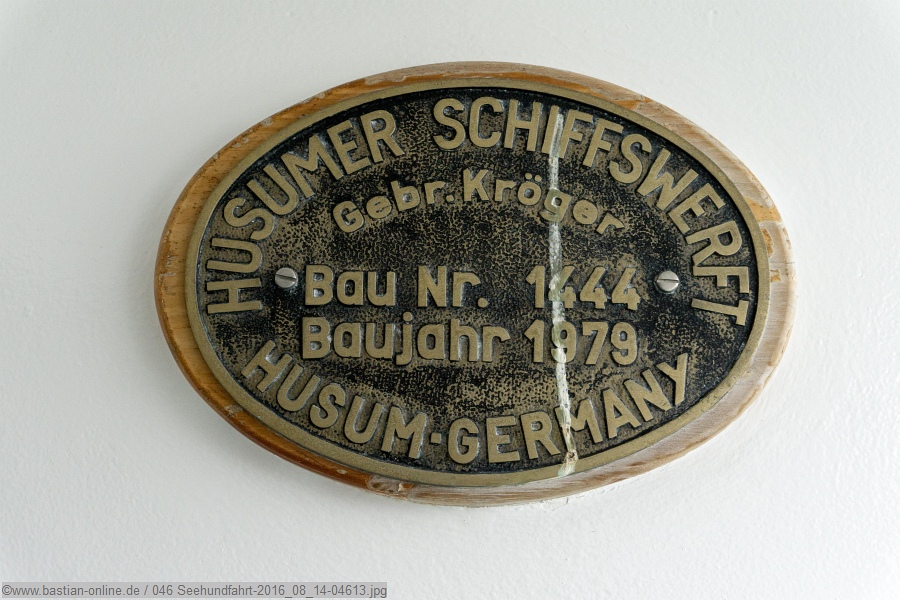 HUSUMER SCHIFFSWERFT
Gebr. Kröger
Bau Nr. 1444
Baujahr 1979
HUSUM-GERMANY
©www.bastian-online.de / 046 Seehundfahrt-2016_08_14-04613.jpg